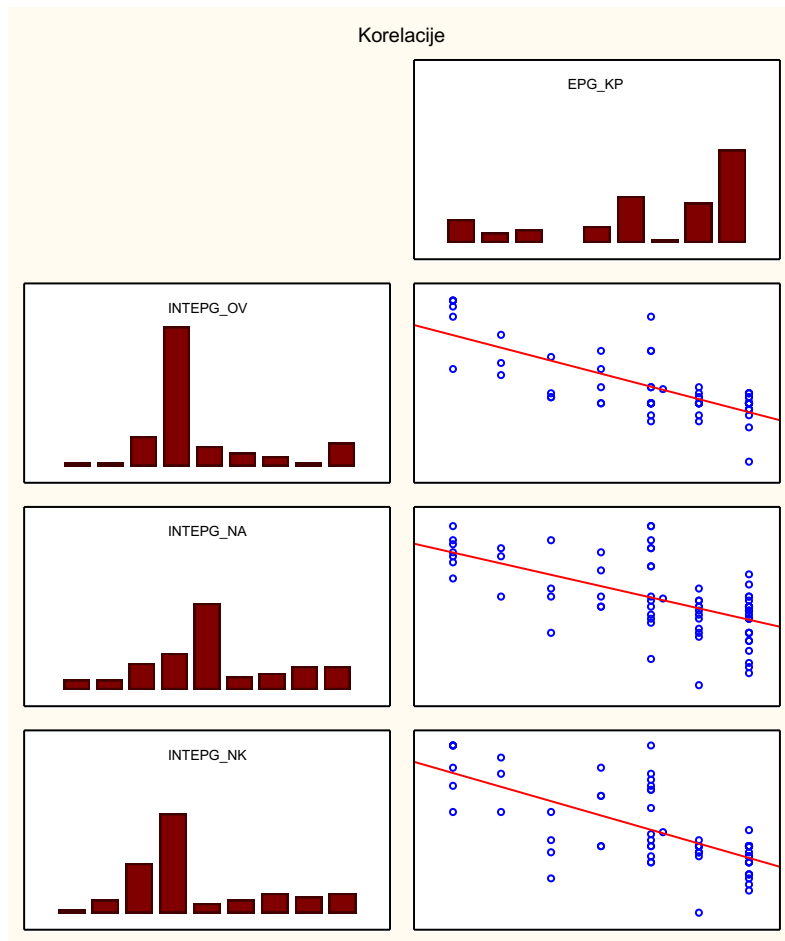 Korelacije
EPG_KP
INTEPG_OV
INTEPG_NA
INTEPG_NK